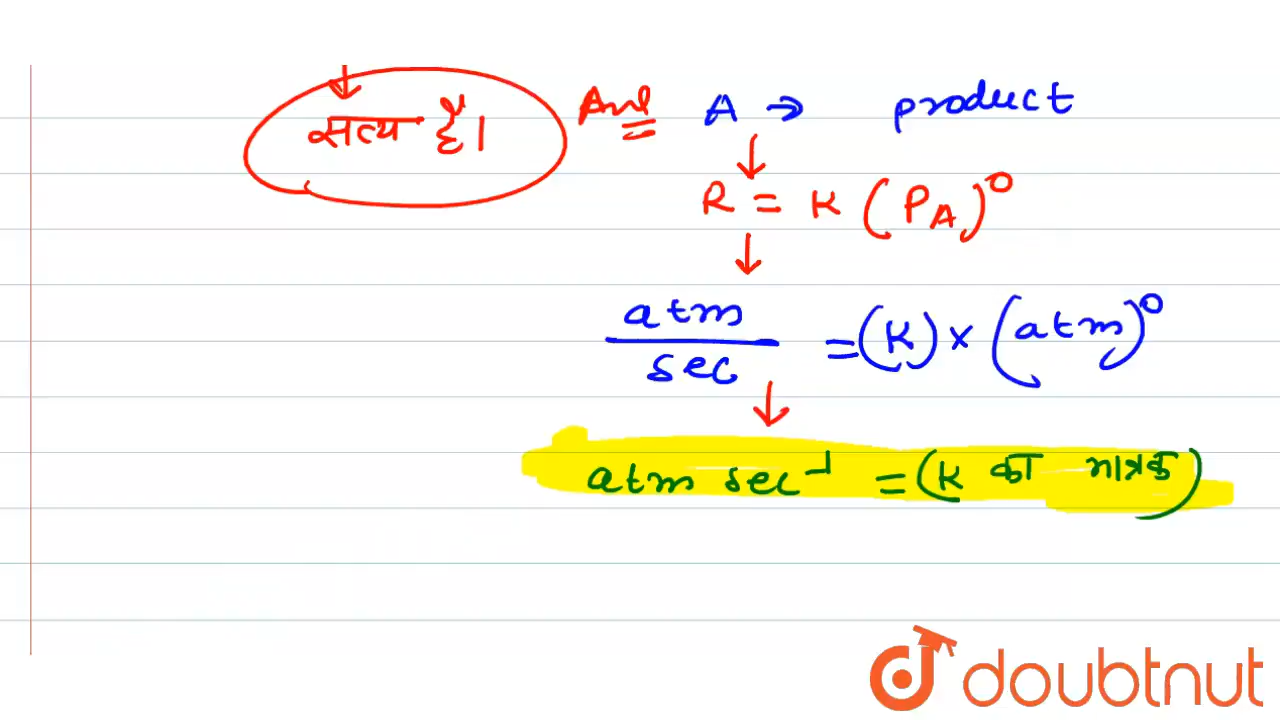 सत्य है। Ans A → product
R = K (P_A)^0
atm/sec = (K) × (atm)^0
atm sec⁻¹ = (K का मात्रक)
doubtnut